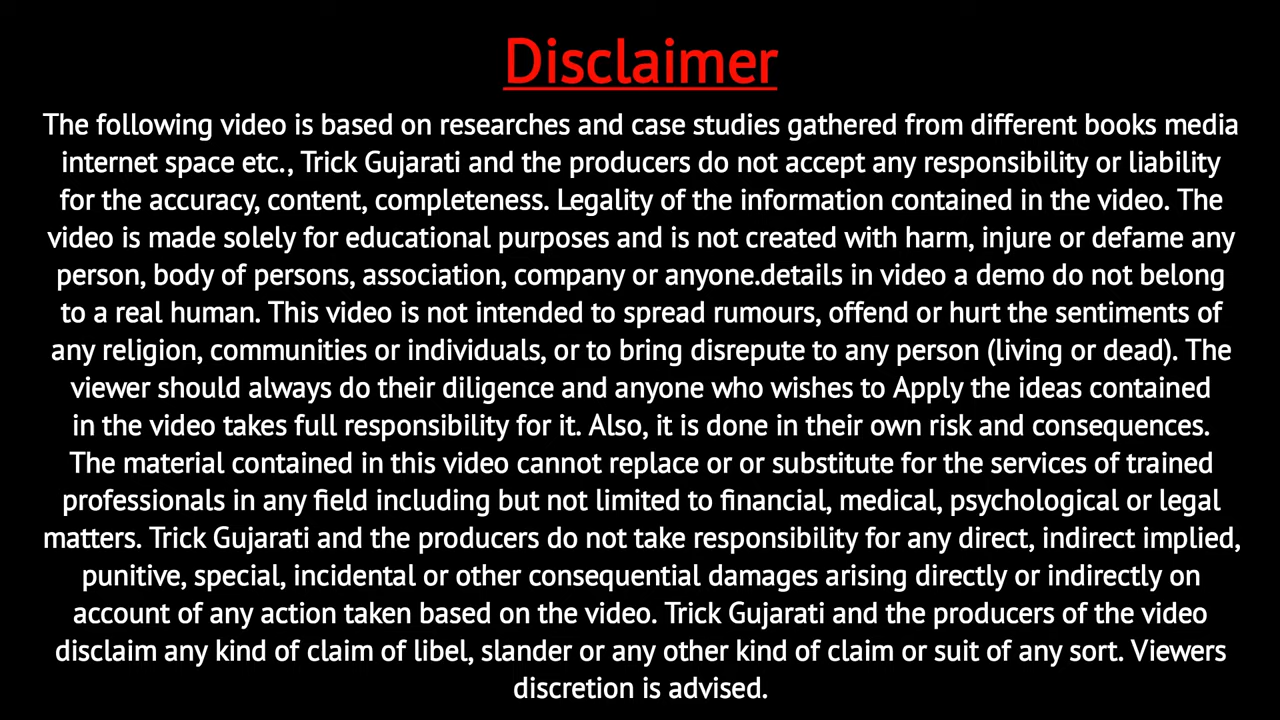 Disclaimer
The following video is based on researches and case studies gathered from different books media
internet space etc., Trick Gujarati and the producers do not accept any responsibility or liability
for the accuracy, content, completeness. Legality of the information contained in the video. The
video is made solely for educational purposes and is not created with harm, injure or defame any
person, body of persons, association, company or anyone.details in video a demo do not belong
to a real human. This video is not intended to spread rumours, offend or hurt the sentiments of
any religion, communities or individuals, or to bring disrepute to any person (living or dead). The
viewer should always do their diligence and anyone who wishes to Apply the ideas contained
in the video takes full responsibility for it. Also, it is done in their own risk and consequences.
The material contained in this video cannot replace or or substitute for the services of trained
professionals in any field including but not limited to financial, medical, psychological or legal
matters. Trick Gujarati and the producers do not take responsibility for any direct, indirect implied,
punitive, special, incidental or other consequential damages arising directly or indirectly on
account of any action taken based on the video. Trick Gujarati and the producers of the video
disclaim any kind of claim of libel, slander or any other kind of claim or suit of any sort. Viewers
discretion is advised.